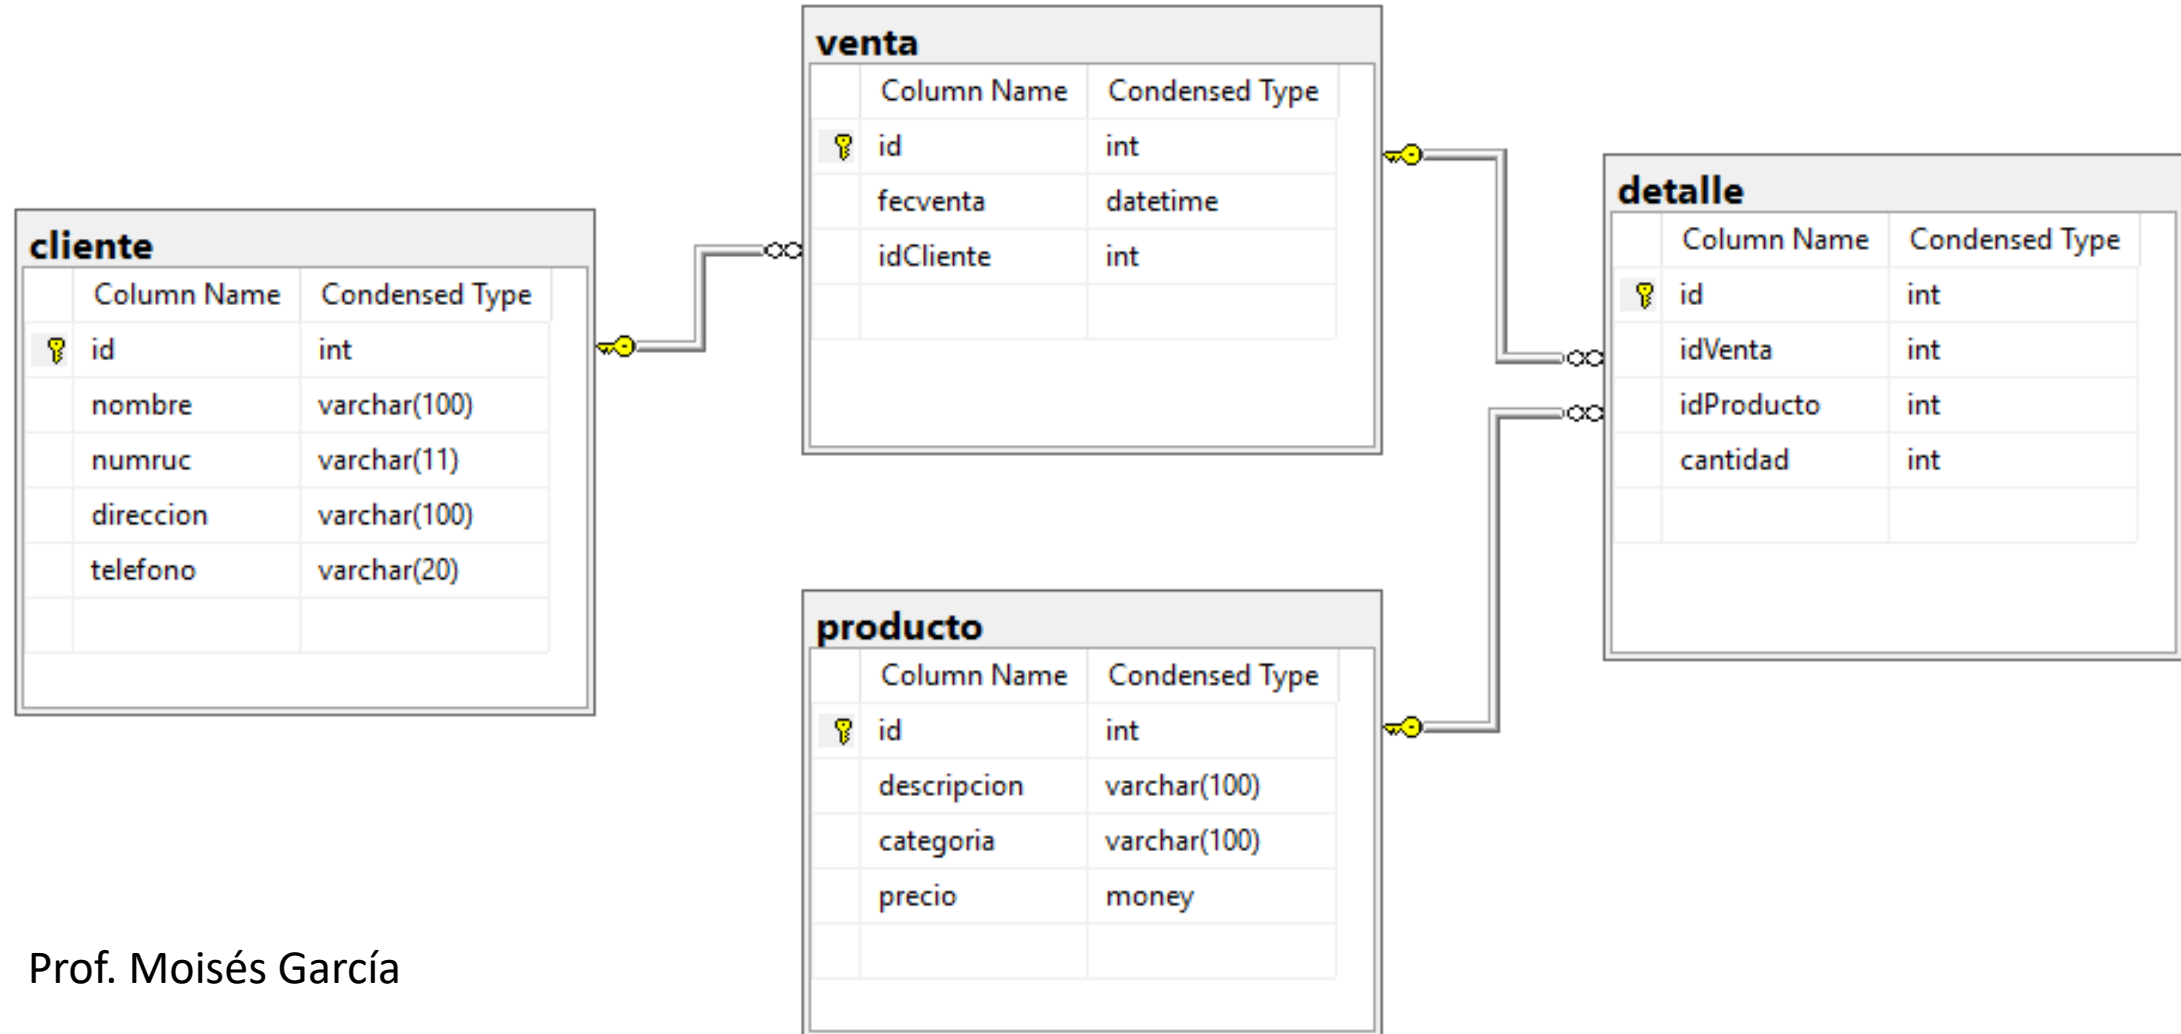 venta
Column Name Condensed Type
id int
fecventa datetime
idCliente int
cliente
Column Name Condensed Type
id int
nombre varchar(100)
numruc varchar(11)
direccion varchar(100)
telefono varchar(20)
detalle
Column Name Condensed Type
id int
idVenta int
idProducto int
cantidad int
producto
Column Name Condensed Type
id int
descripcion varchar(100)
categoria varchar(100)
precio money
Prof. Moisés García